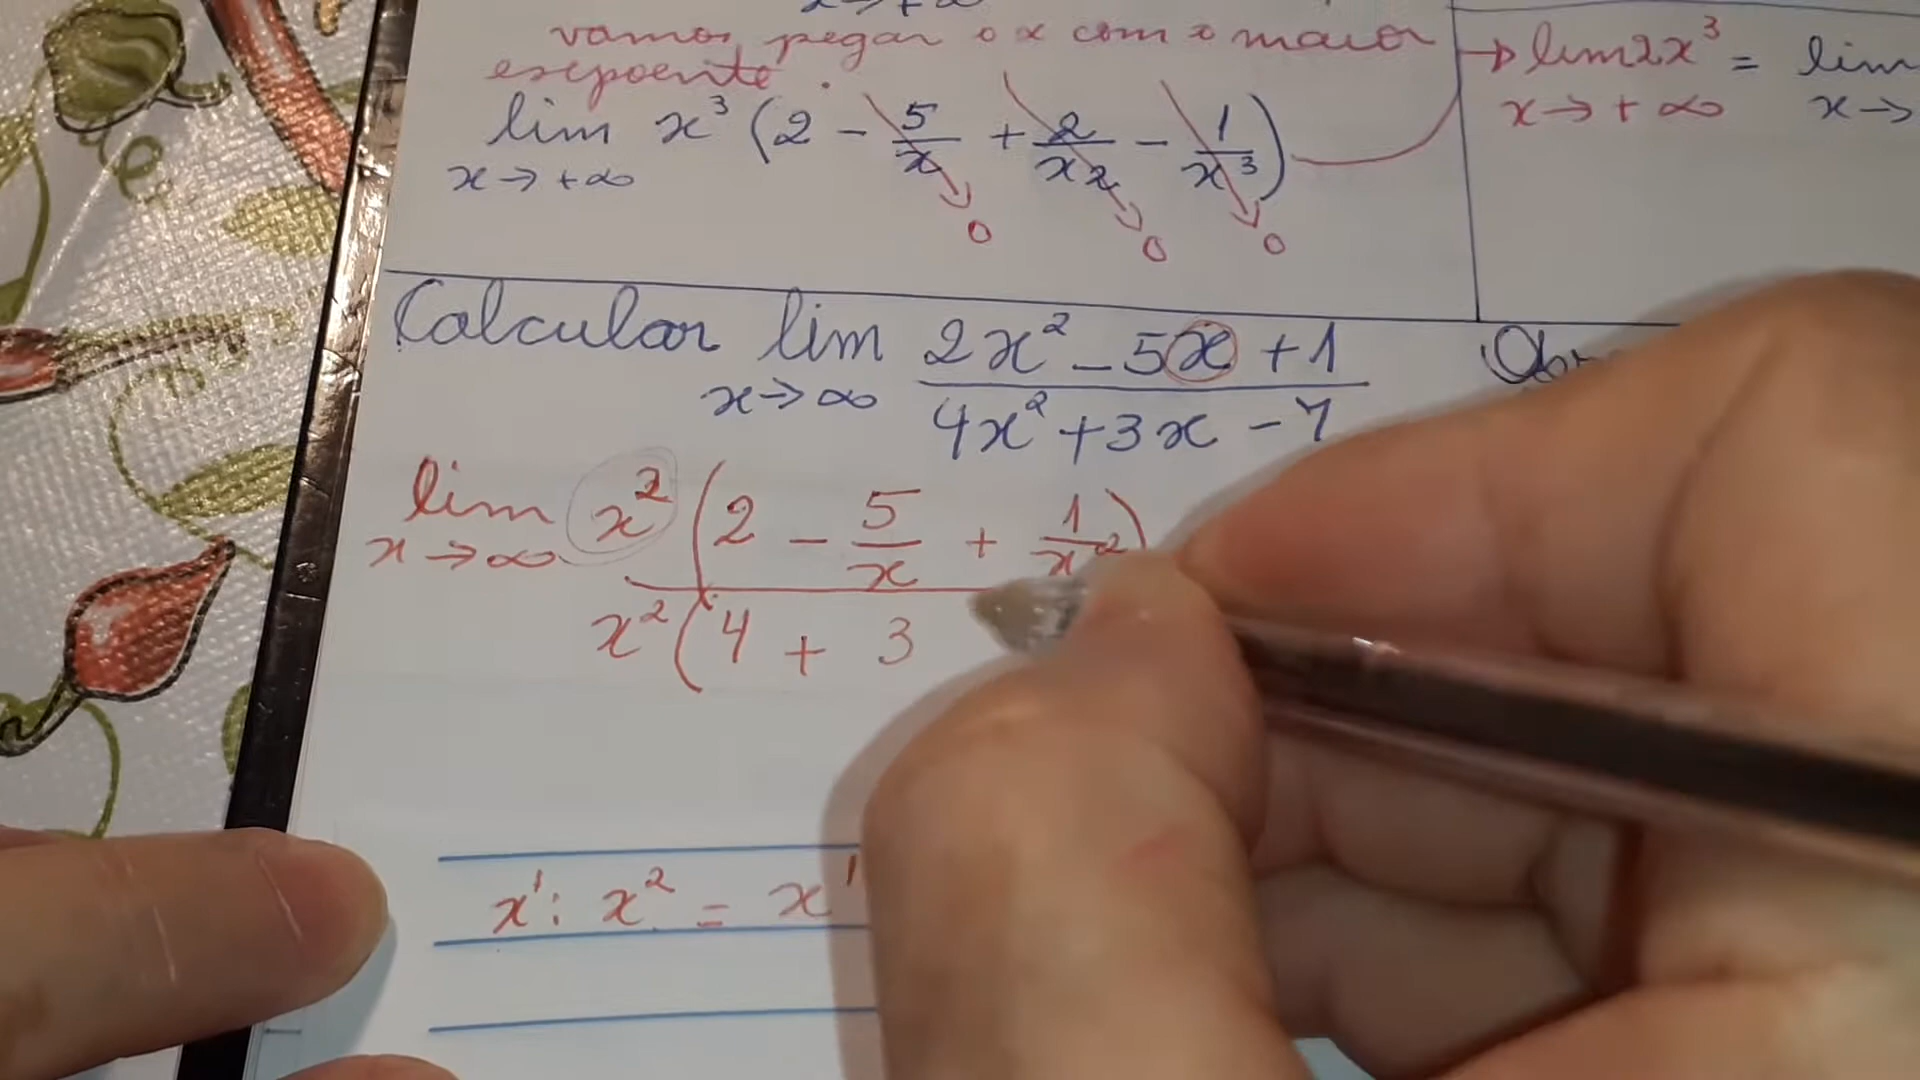 x → +∞
vamos pegar o x com o maior
exepoente.
lim x³ (2 - 5/x + 2/x² - 1/x³)
x → +∞
0 0 0
→ lim 2x³ = lim
x → +∞ x →
Calcular lim 2x² - 5x + 1 / 4x² + 3x - 7
x → ∞
lim x² (2 - 5/x + 1/x²)
x → ∞
x² (4 + 3
x¹ : x² = x¹